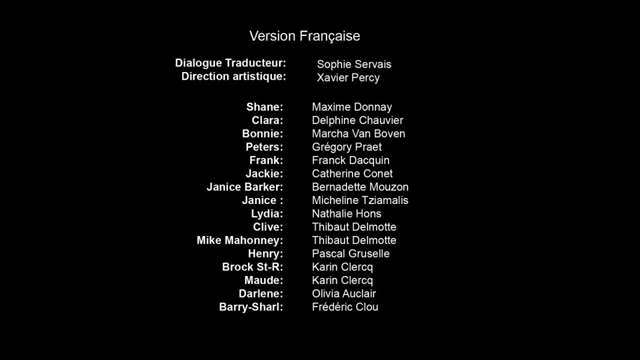 Version Française
Dialogue Traducteur: Sophie Servais
Direction artistique: Xavier Percy
Shane: Maxime Donnay
Clara: Delphine Chauvier
Bonnie: Marcha Van Boven
Peters: Grégory Praet
Frank: Franck Dacquin
Jackie: Catherine Conet
Janice Barker: Bernadette Mouzon
Janice : Micheline Tziamalis
Lydia: Nathalie Hons
Clive: Thibaut Delmotte
Mike Mahonney: Thibaut Delmotte
Henry: Pascal Gruselle
Brock St-R: Karin Clercq
Maude: Karin Clercq
Darlene: Olivia Auclair
Barry-Sharl: Frédéric Clou